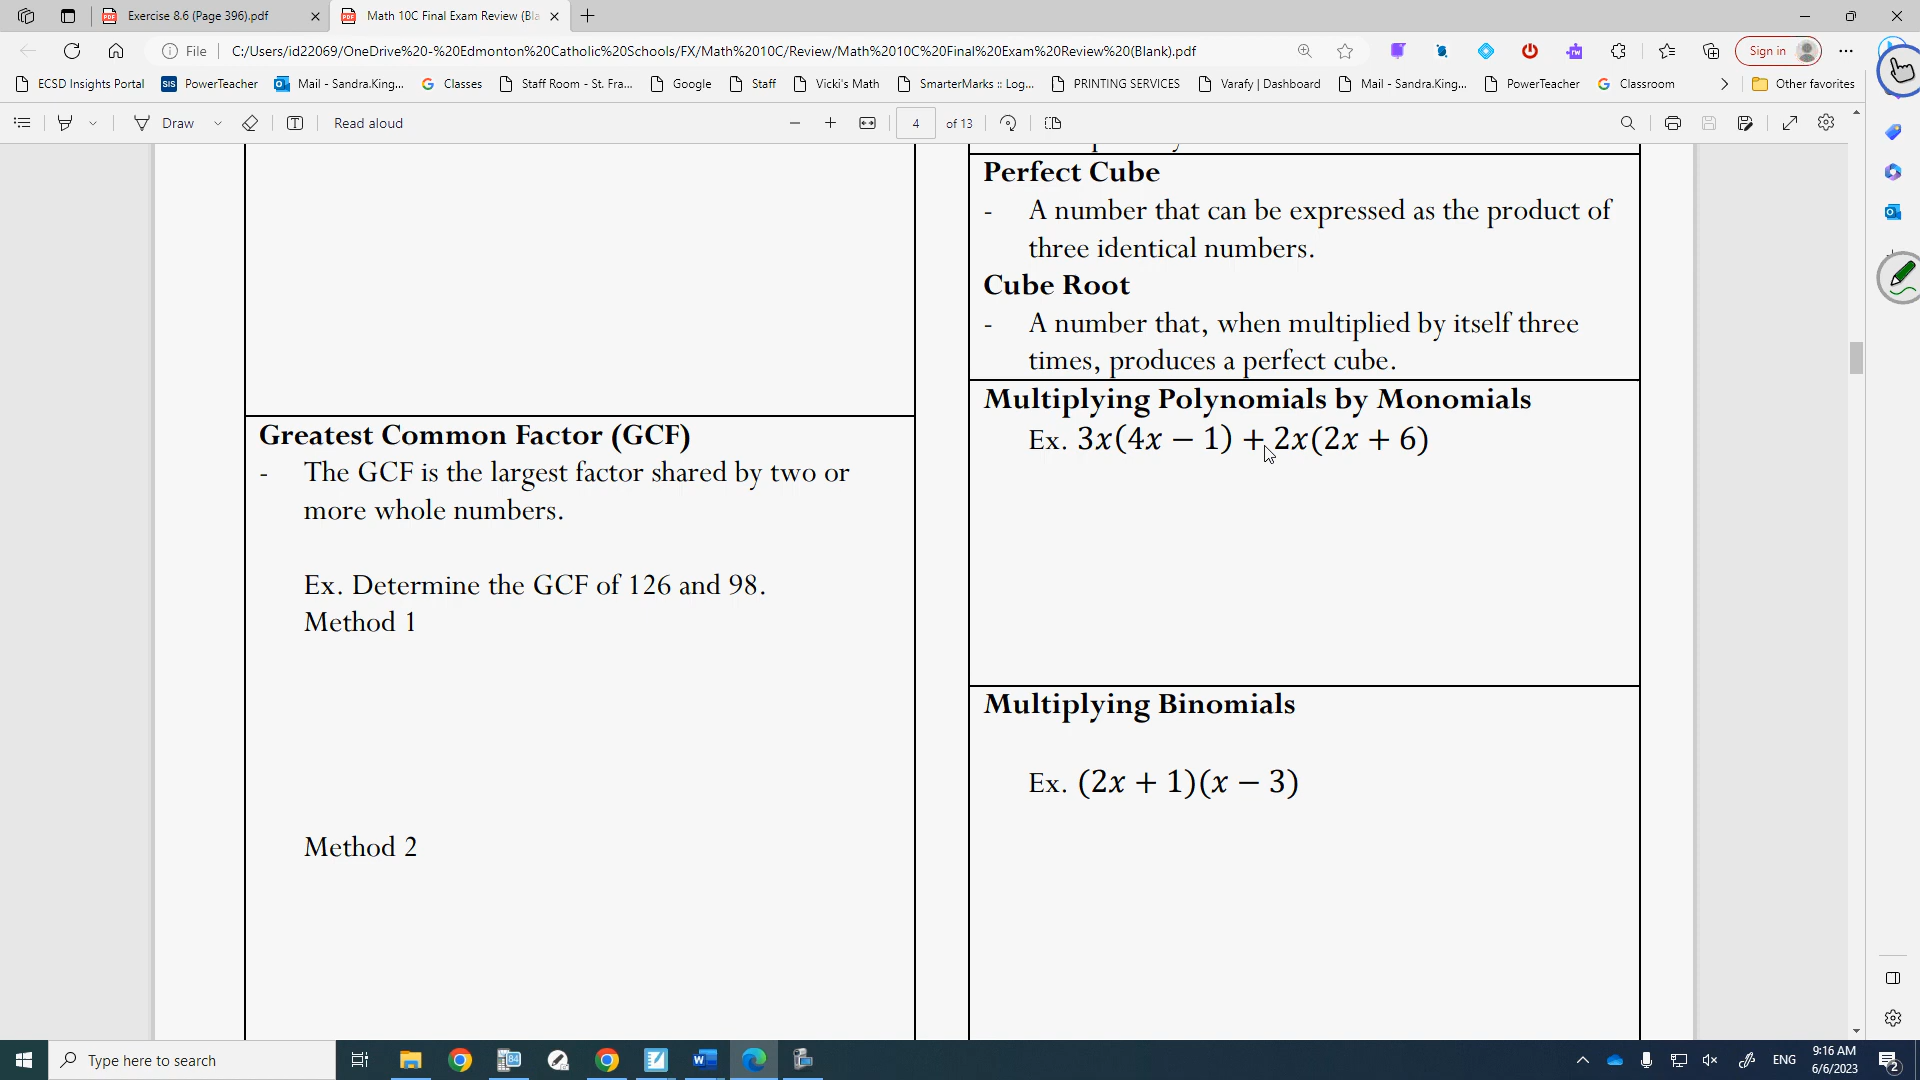 Exercise 8.6 (Page 396).pdf
Math 10C Final Exam Review (Bla
File
C:/Users/id22069/OneDrive%20-%20Edmonton%20Catholic%20Schools/FX/Math%2010C/Review/Math%2010C%20Final%20Exam%20Review%20(Blank).pdf
Sign in
ECSD Insights Portal
SIS PowerTeacher
Mail - Sandra.King...
Classes
Staff Room - St. Fra...
Google
Staff
Vicki's Math
SmarterMarks :: Log...
PRINTING SERVICES
Varafy | Dashboard
Mail - Sandra.King...
PowerTeacher
Classroom
Other favorites
Draw
Read aloud
4 of 13
Greatest Common Factor (GCF)
- The GCF is the largest factor shared by two or
more whole numbers.
Ex. Determine the GCF of 126 and 98.
Method 1
Method 2
Perfect Cube
- A number that can be expressed as the product of
three identical numbers.
Cube Root
- A number that, when multiplied by itself three
times, produces a perfect cube.
Multiplying Polynomials by Monomials
Ex. 3x(4x − 1) + 2x(2x + 6)
Multiplying Binomials
Ex. (2x + 1)(x − 3)
Type here to search
84
ENG
9:16 AM
6/6/2023
2